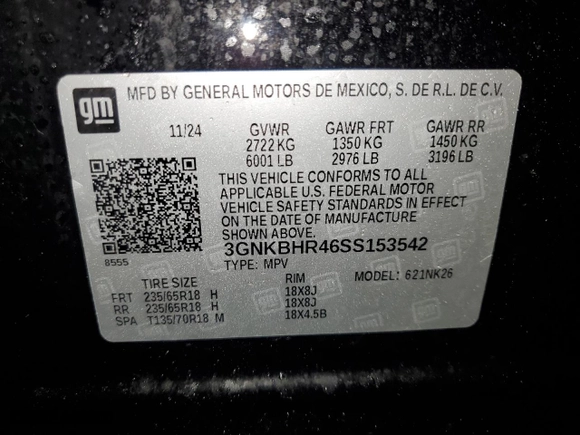 gm
MFD BY GENERAL MOTORS DE MEXICO, S. DE R.L. DE C.V.
11/24 GVWR GAWR FRT GAWR RR
2722 KG 1350 KG 1450 KG
6001 LB 2976 LB 3196 LB
THIS VEHICLE CONFORMS TO ALL
APPLICABLE U.S. FEDERAL MOTOR
VEHICLE SAFETY STANDARDS IN EFFECT
ON THE DATE OF MANUFACTURE
SHOWN ABOVE.
8555
3GNKBHR46SS153542
TYPE: MPV MODEL: 621NK26
TIRE SIZE RIM
FRT 235/65R18 H 18X8J
RR 235/65R18 H 18X8J
SPA T135/70R18 M 18X4.5B